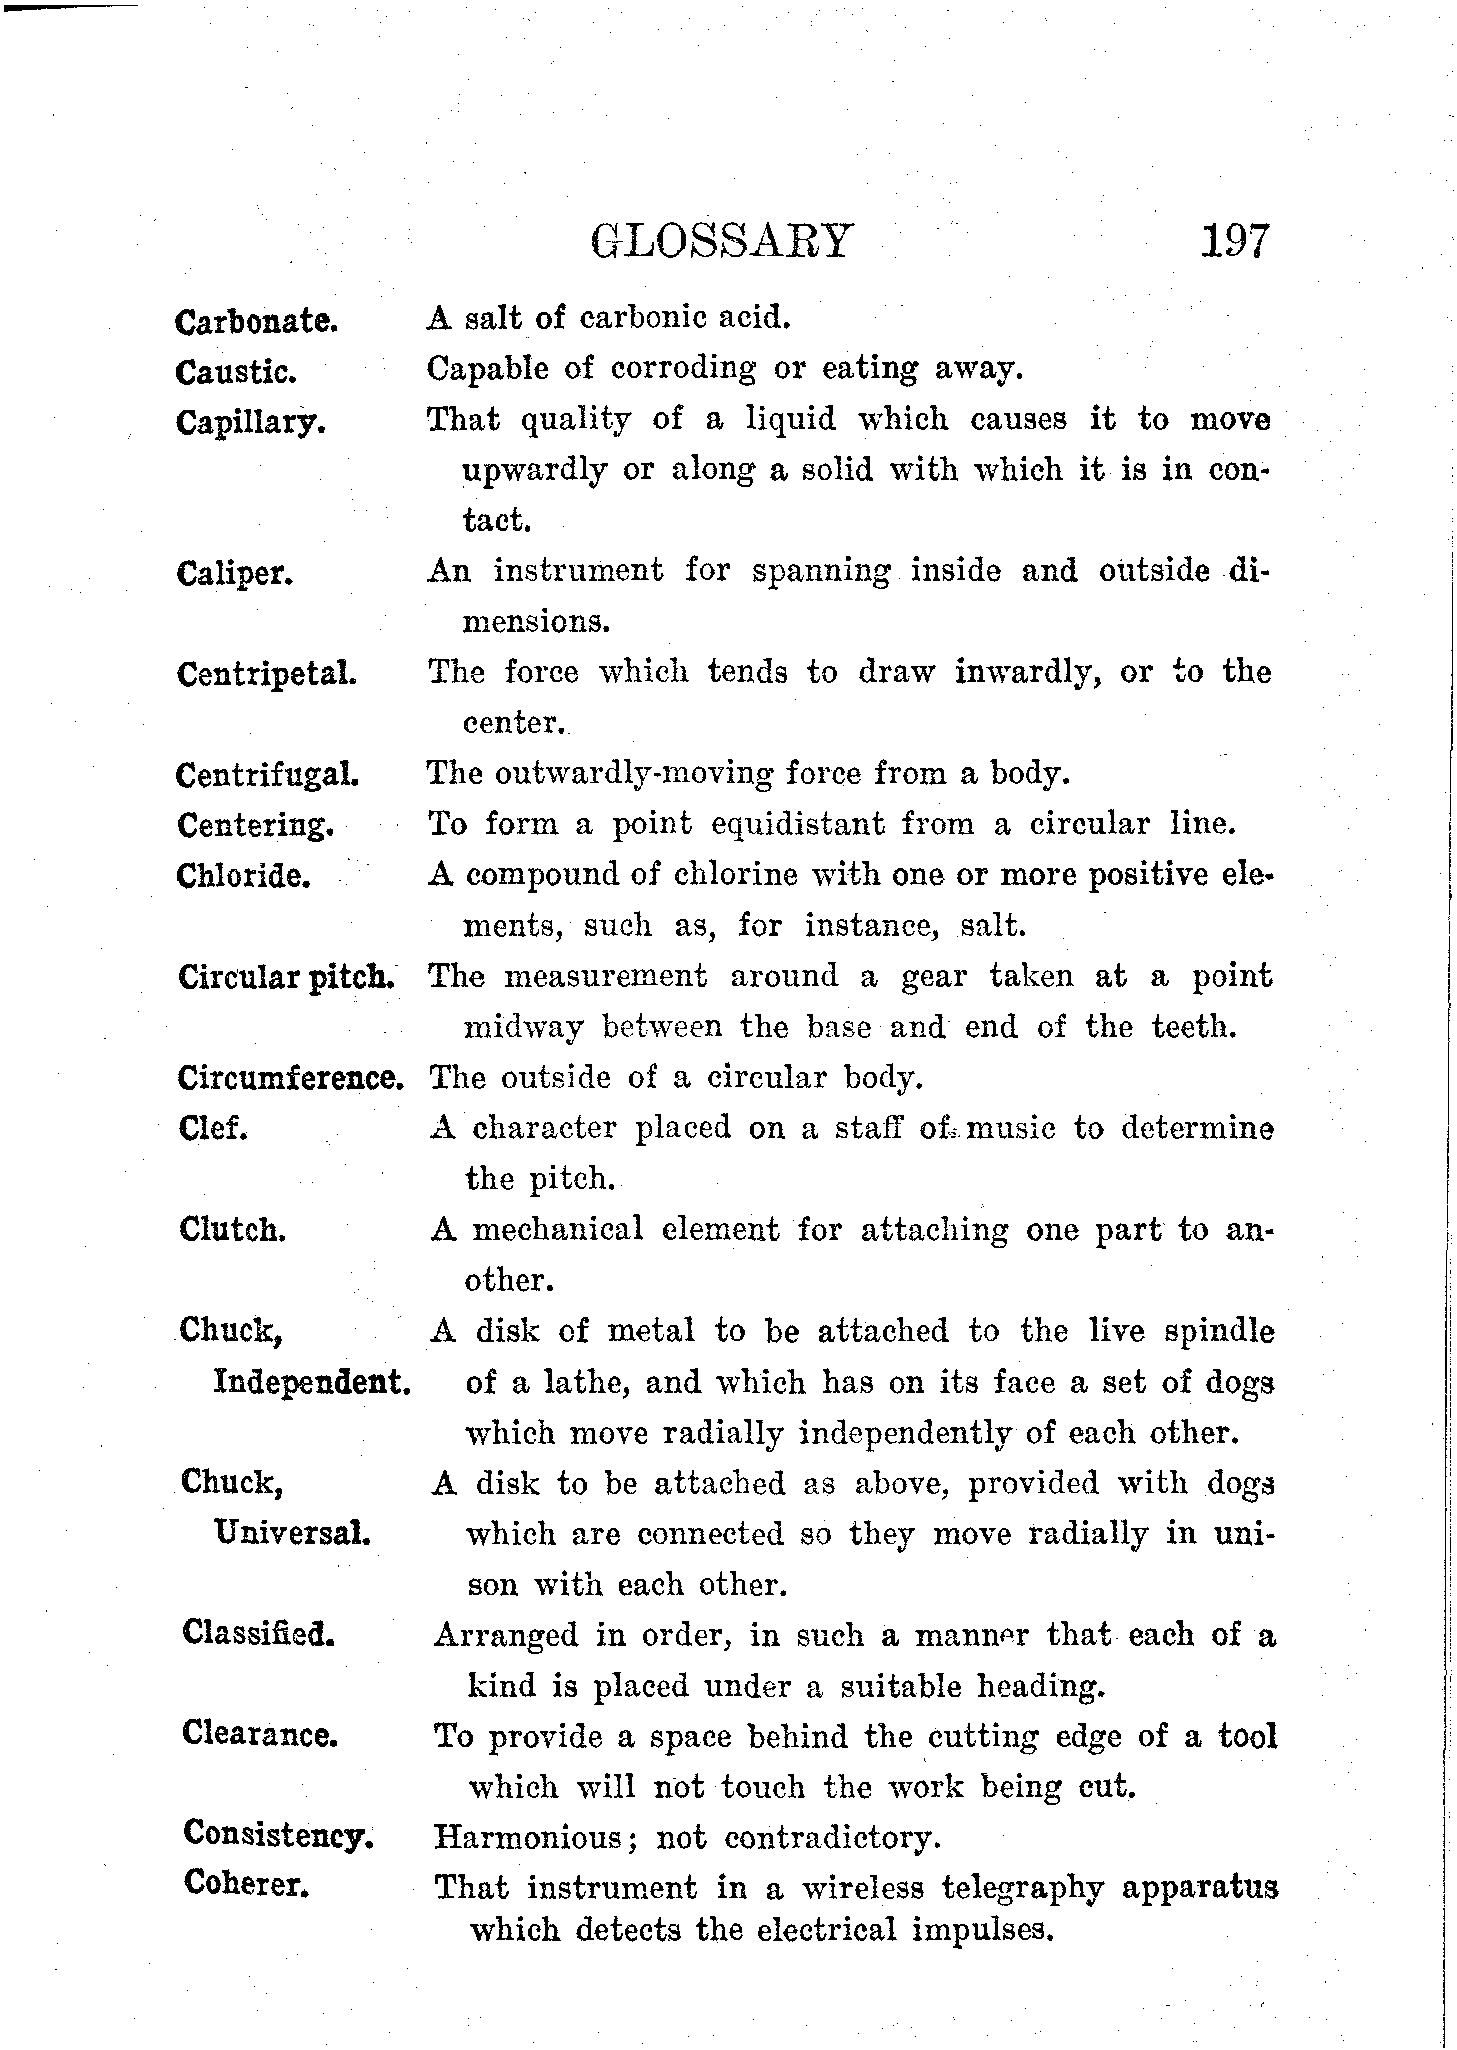 GLOSSARY 197
Carbonate. A salt of carbonic acid.
Caustic. Capable of corroding or eating away.
Capillary. That quality of a liquid which causes it to move
upwardly or along a solid with which it is in con-
tact.
Caliper. An instrument for spanning inside and outside di-
mensions.
Centripetal. The force which tends to draw inwardly, or to the
center.
Centrifugal. The outwardly-moving force from a body.
Centering. To form a point equidistant from a circular line.
Chloride. A compound of chlorine with one or more positive ele-
ments, such as, for instance, salt.
Circular pitch. The measurement around a gear taken at a point
midway between the base and end of the teeth.
Circumference. The outside of a circular body.
Clef. A character placed on a staff of music to determine
the pitch.
Clutch. A mechanical element for attaching one part to an-
other.
Chuck, A disk of metal to be attached to the live spindle
Independent. of a lathe, and which has on its face a set of dogs
which move radially independently of each other.
Chuck, A disk to be attached as above, provided with dogs
Universal. which are connected so they move radially in uni-
son with each other.
Classified. Arranged in order, in such a manner that each of a
kind is placed under a suitable heading.
Clearance. To provide a space behind the cutting edge of a tool
which will not touch the work being cut.
Consistency. Harmonious; not contradictory.
Coherer. That instrument in a wireless telegraphy apparatus
which detects the electrical impulses.